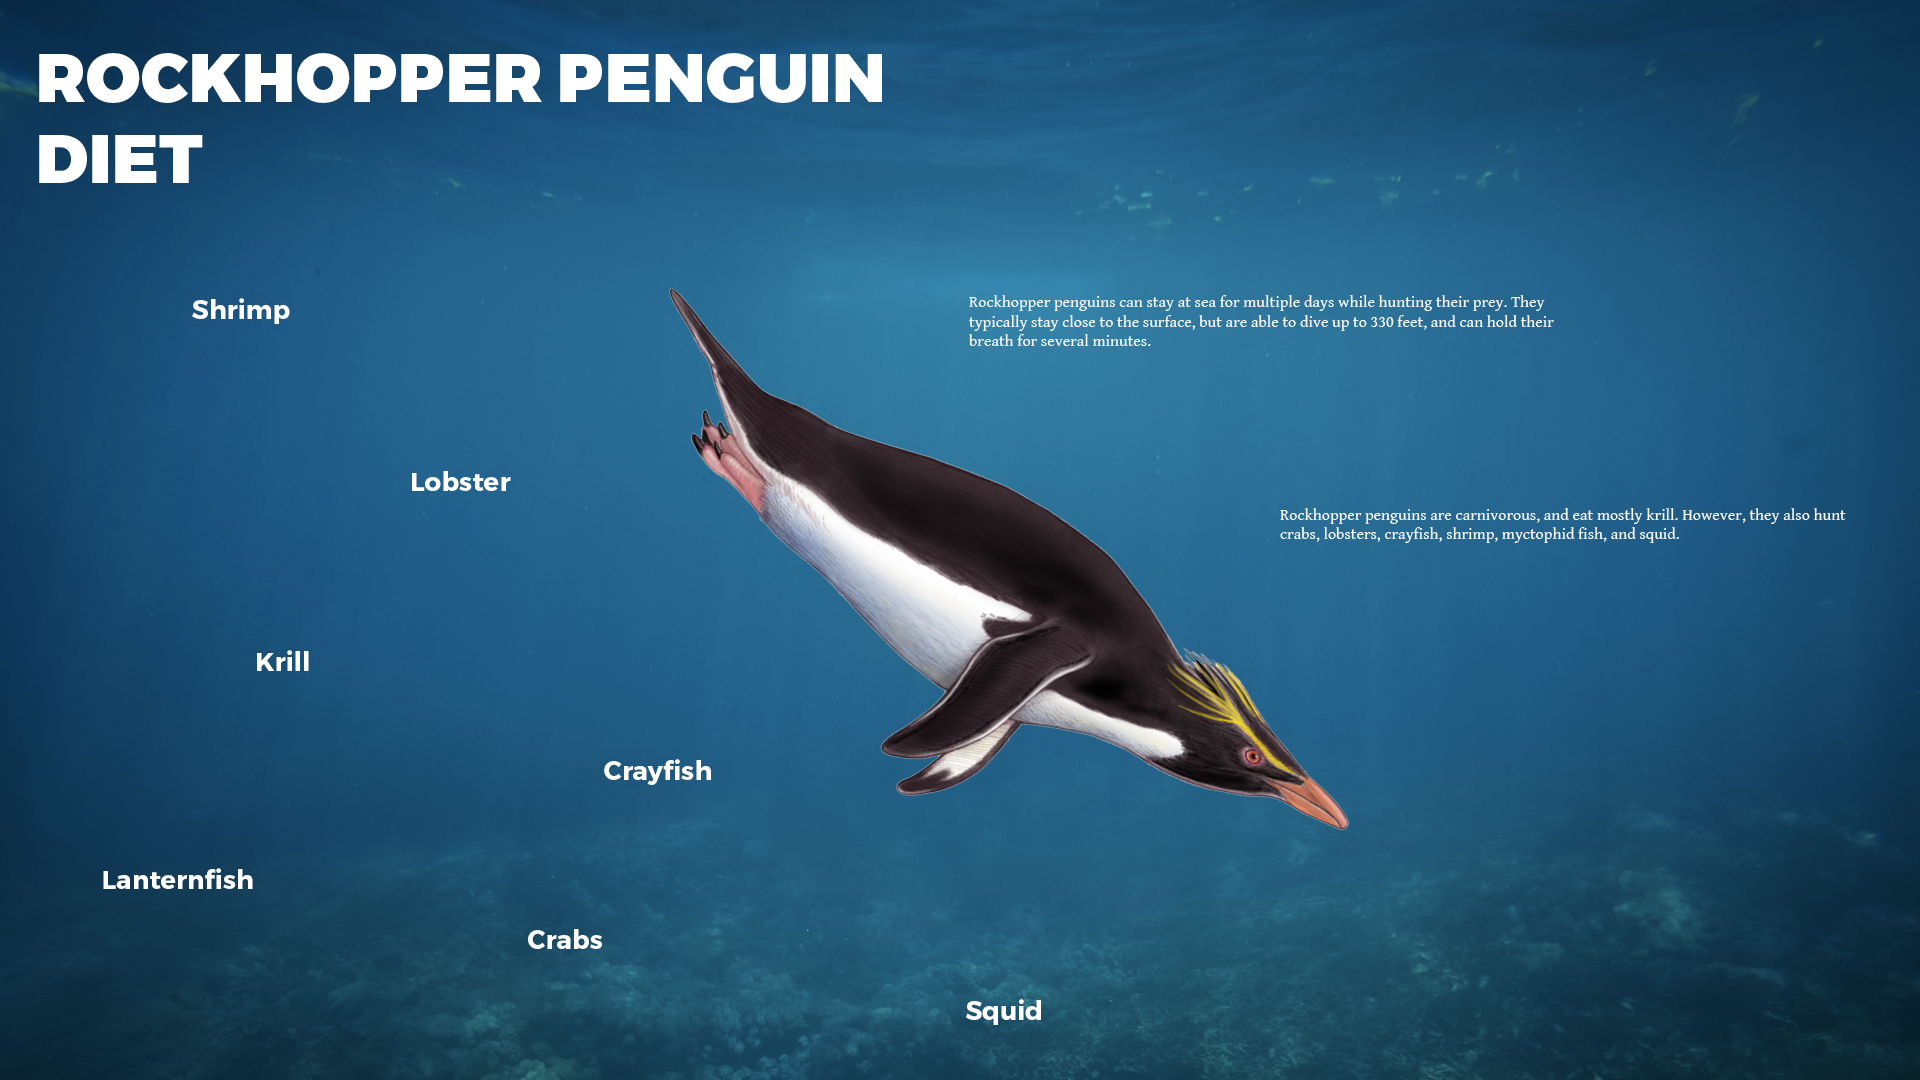 ROCKHOPPER PENGUIN
DIET
Shrimp
Rockhopper penguins can stay at sea for multiple days while hunting their prey. They
typically stay close to the surface, but are able to dive up to 330 feet, and can hold their
breath for several minutes.
Lobster
Rockhopper penguins are carnivorous, and eat mostly krill. However, they also hunt
crabs, lobsters, crayfish, shrimp, myctophid fish, and squid.
Krill
Crayfish
Lanternfish
Crabs
Squid